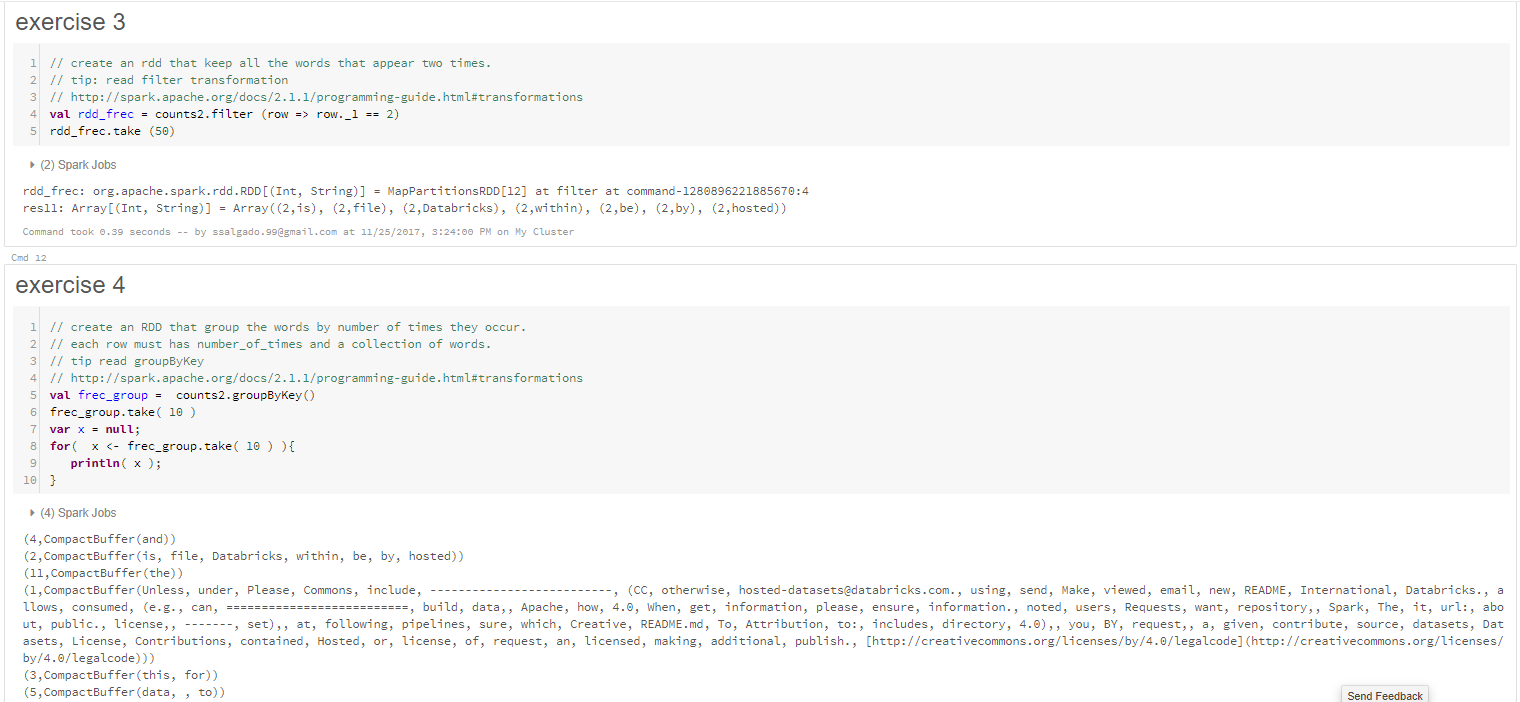 exercise 3
1 // create an rdd that keep all the words that appear two times.
2 // tip: read filter transformation
3 // http://spark.apache.org/docs/2.1.1/programming-guide.html#transformations
4 val rdd_frec = counts2.filter (row => row._1 == 2)
5 rdd_frec.take (50)
(2) Spark Jobs
rdd_frec: org.apache.spark.rdd.RDD[(Int, String)] = MapPartitionsRDD[12] at filter at command-1280896221885670:4
res11: Array[(Int, String)] = Array((2,is), (2,file), (2,Databricks), (2,within), (2,be), (2,by), (2,hosted))
Command took 0.39 seconds -- by ssalgado.99@gmail.com at 11/25/2017, 3:24:00 PM on My Cluster
Cmd 12
exercise 4
1 // create an RDD that group the words by number of times they occur.
2 // each row must has number_of_times and a collection of words.
3 // tip read groupByKey
4 // http://spark.apache.org/docs/2.1.1/programming-guide.html#transformations
5 val frec_group =  counts2.groupByKey()
6 frec_group.take( 10 )
7 var x = null;
8 for(  x <- frec_group.take( 10 ) ){
9    println( x );
10 }
(4) Spark Jobs
(4,CompactBuffer(and))
(2,CompactBuffer(is, file, Databricks, within, be, by, hosted))
(11,CompactBuffer(the))
(1,CompactBuffer(Unless, under, Please, Commons, include, --------------------------, (CC, otherwise, hosted-datasets@databricks.com., using, send, Make, viewed, email, new, README, International, Databricks., a
llows, consumed, (e.g., can, ==========================, build, data,, Apache, how, 4.0, When, get, information, please, ensure, information., noted, users, Requests, want, repository,, Spark, The, it, url:, abo
ut, public., license,, -------, set),, at, following, pipelines, sure, which, Creative, README.md, To, Attribution, to:, includes, directory, 4.0),, you, BY, request,, a, given, contribute, source, datasets, Dat
asets, License, Contributions, contained, Hosted, or, license, of, request, an, licensed, making, additional, publish., [http://creativecommons.org/licenses/by/4.0/legalcode](http://creativecommons.org/licenses/
by/4.0/legalcode)))
(3,CompactBuffer(this, for))
(5,CompactBuffer(data, , to))
Send Feedback